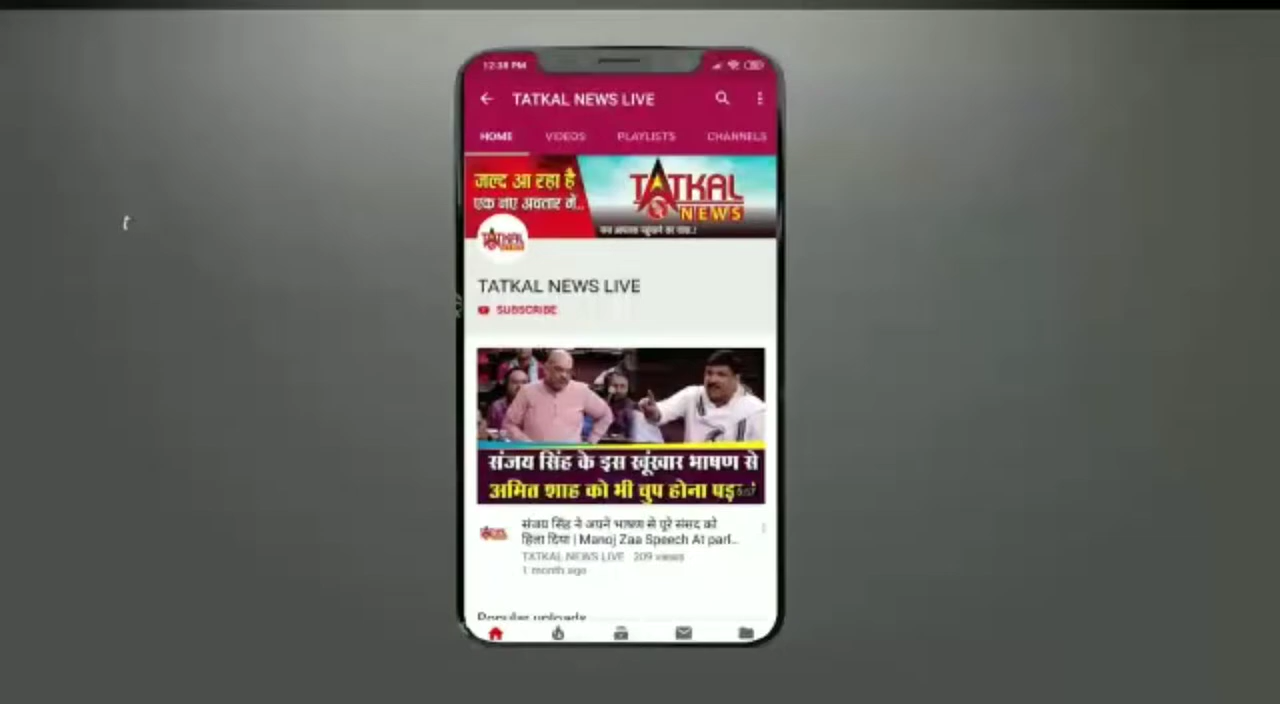 t
12:38 PM
TATKAL NEWS LIVE
HOME VIDEOS PLAYLISTS CHANNELS
जल्द आ रहा है
एक नए अवतार में..
TATKAL
NEWS
TATKAL
TATKAL NEWS LIVE
SUBSCRIBE
संजय सिंह के इस खूंखार भाषण से
अमित शाह को भी चुप होना पड़
संजय सिंह ने अपने भाषण से पूरे संसद को
हिला दिया | Manoj Zaa Speech At parl...
TATKAL NEWS LIVE 209 views
1 month ago
Popular uploads